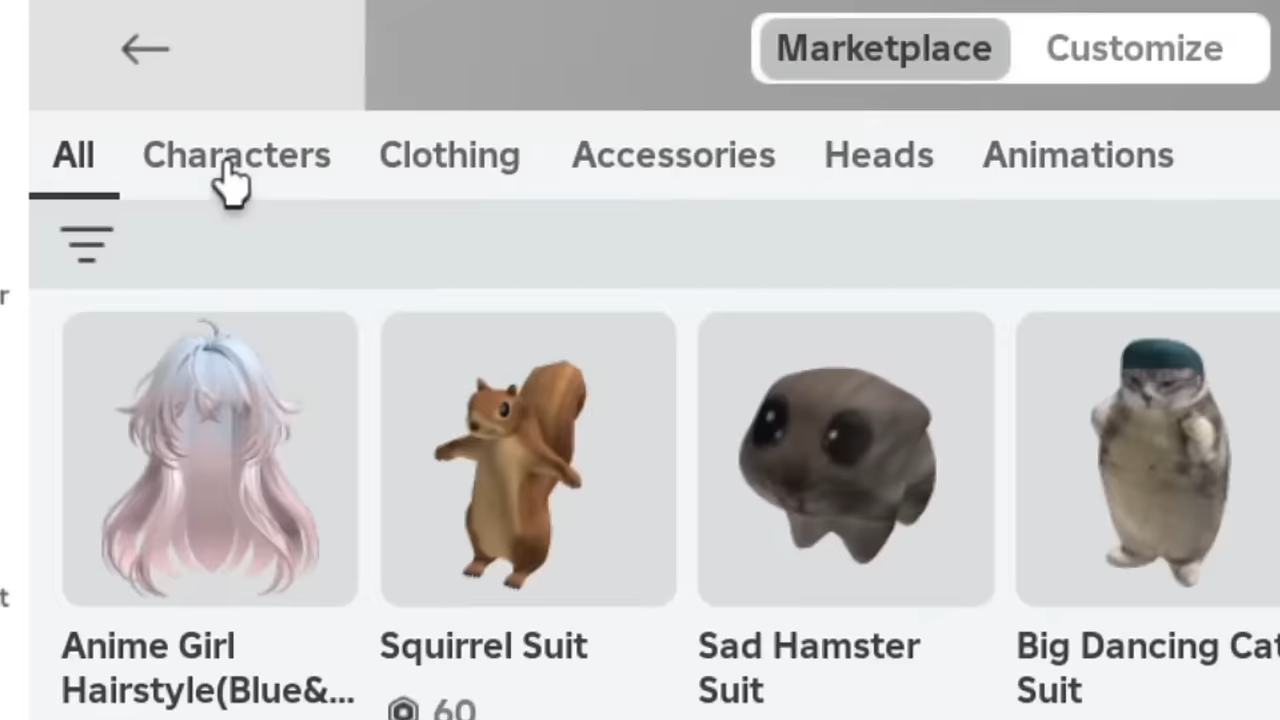 Marketplace Customize
All Characters Clothing Accessories Heads Animations
r
t
Anime Girl
Hairstyle(Blue&...
Squirrel Suit
60
Sad Hamster
Suit
Big Dancing Cat
Suit